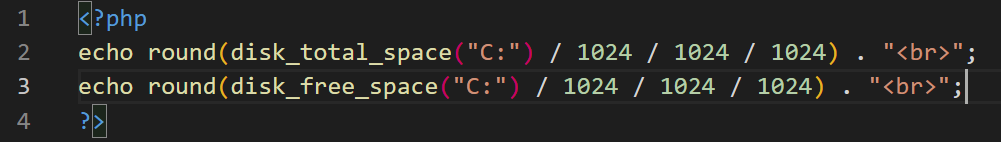 1 <?php
2 echo round(disk_total_space("C:") / 1024 / 1024 / 1024) . "<br>";
3 echo round(disk_free_space("C:") / 1024 / 1024 / 1024) . "<br>";
4 ?>